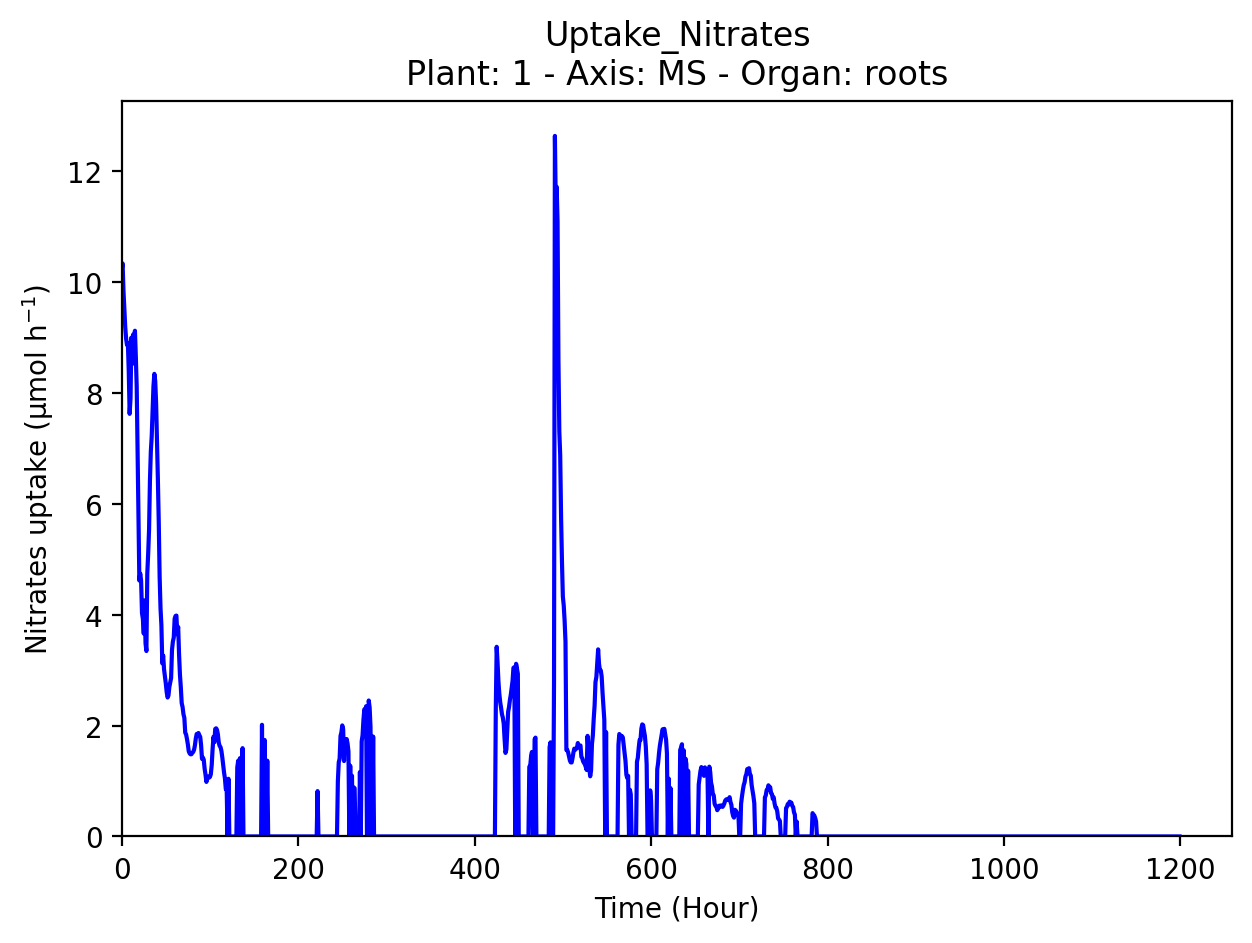 Uptake_Nitrates
Plant: 1 - Axis: MS - Organ: roots
Nitrates uptake (µmol h⁻¹)
12
10
8
6
4
2
0
0 200 400 600 800 1000 1200
Time (Hour)